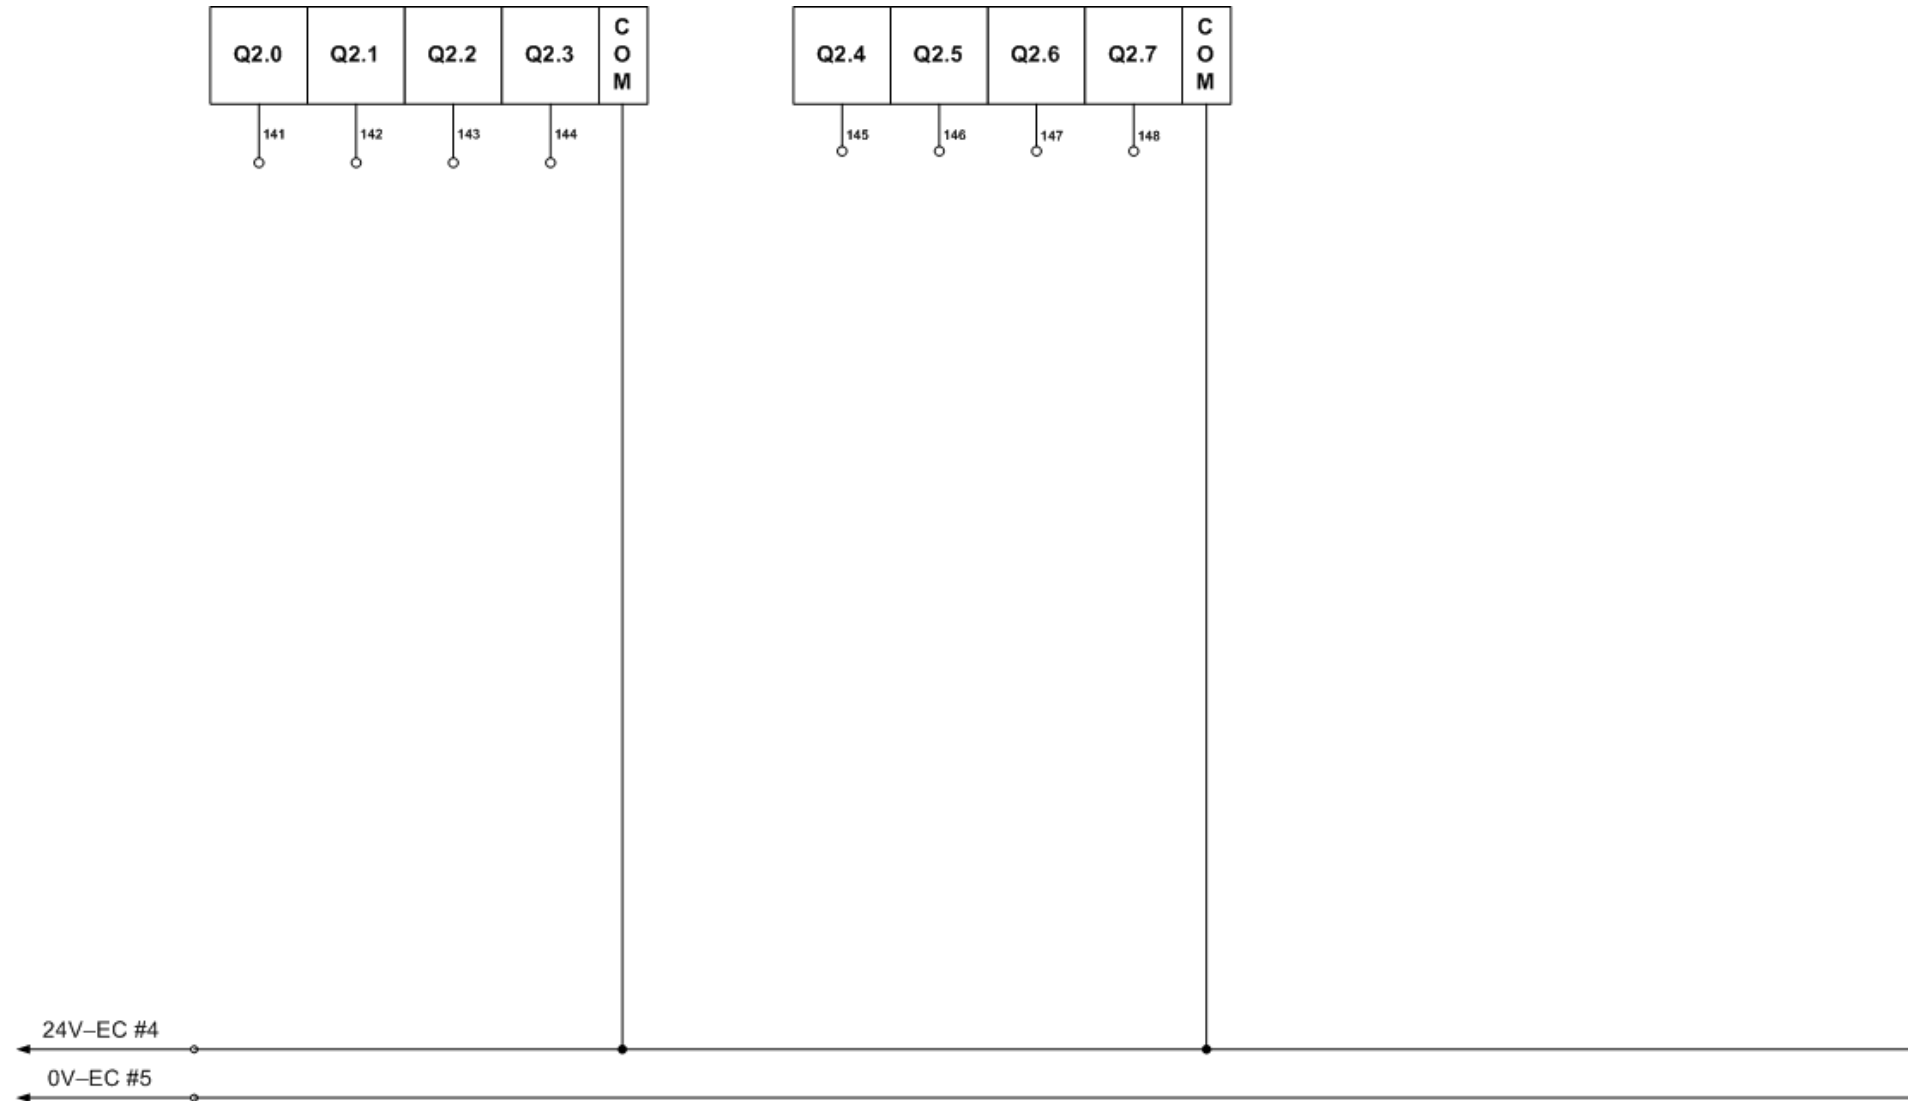 Q2.0 Q2.1 Q2.2 Q2.3 COM
Q2.4 Q2.5 Q2.6 Q2.7 COM
141 142 143 144
145 146 147 148
24V–EC #4
0V–EC #5